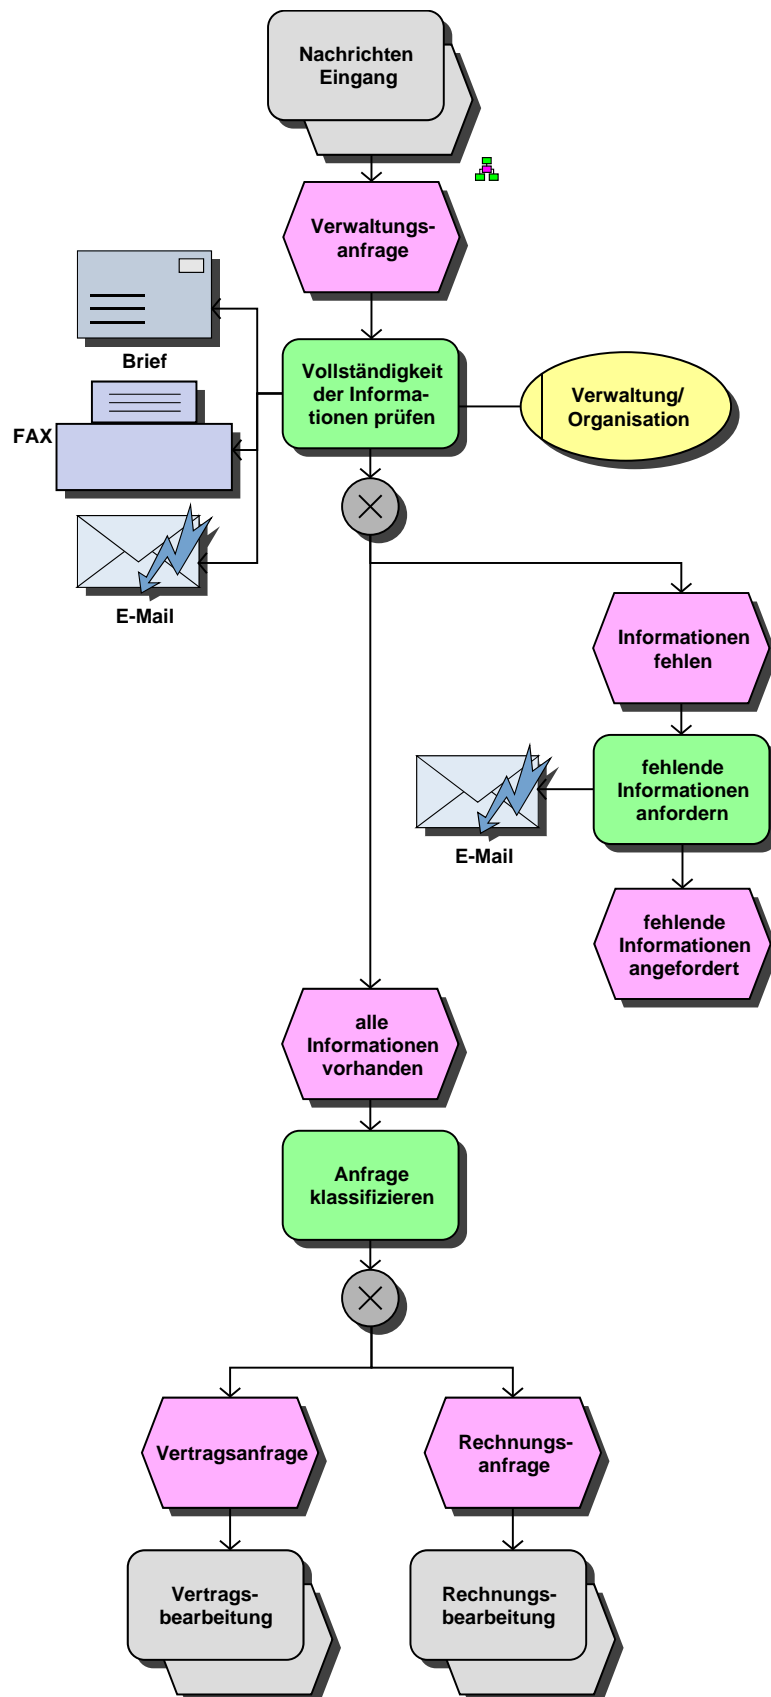 Nachrichten
Eingang
Verwaltungs-
anfrage
Brief
Vollständigkeit
der Informa-
tionen prüfen
Verwaltung/
Organisation
FAX
E-Mail
Informationen
fehlen
fehlende
Informationen
anfordern
E-Mail
fehlende
Informationen
angefordert
alle
Informationen
vorhanden
Anfrage
klassifizieren
Vertragsanfrage
Rechnungs-
anfrage
Vertrags-
bearbeitung
Rechnungs-
bearbeitung